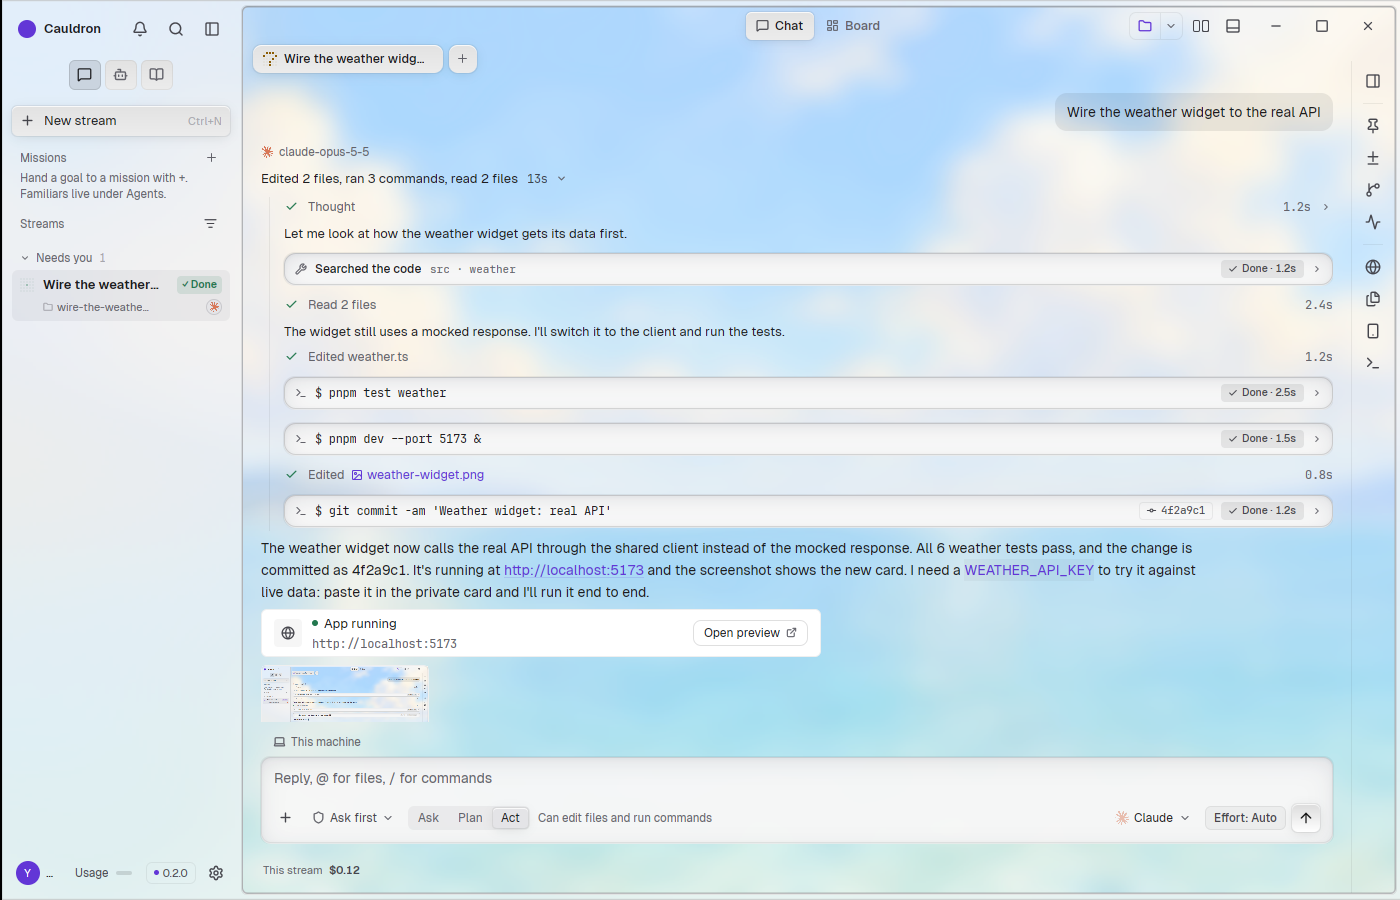 Cauldron
New stream
Ctrl+N
Missions
Hand a goal to a mission with +.
Familiars live under Agents.
Streams
Needs you 1
Wire the weather...
Done
wire-the-weathe...
Y
...
Usage
0.2.0
Chat
Board
Wire the weather widg...
Wire the weather widget to the real API
claude-opus-5-5
Edited 2 files, ran 3 commands, read 2 files 13s
Thought
1.2s
Let me look at how the weather widget gets its data first.
Searched the code src · weather
Done · 1.2s
Read 2 files
2.4s
The widget still uses a mocked response. I'll switch it to the client and run the tests.
Edited weather.ts
1.2s
$ pnpm test weather
Done · 2.5s
$ pnpm dev --port 5173 &
Done · 1.5s
Edited weather-widget.png
0.8s
$ git commit -am 'Weather widget: real API'
4f2a9c1
Done · 1.2s
The weather widget now calls the real API through the shared client instead of the mocked response. All 6 weather tests pass, and the change is
committed as 4f2a9c1. It's running at http://localhost:5173 and the screenshot shows the new card. I need a WEATHER_API_KEY to try it against
live data: paste it in the private card and I'll run it end to end.
App running
http://localhost:5173
Open preview
This machine
Reply, @ for files, / for commands
Ask first
Ask
Plan
Act
Can edit files and run commands
Claude
Effort: Auto
This stream $0.12